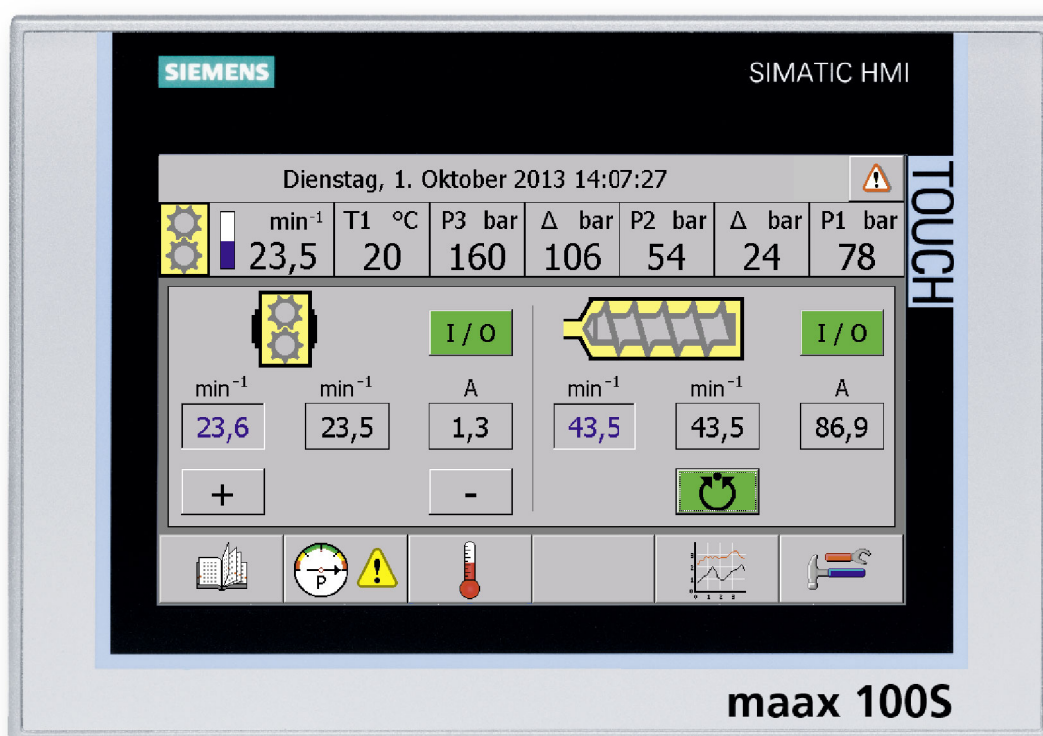 SIEMENS
SIMATIC HMI
TOUCH
Dienstag, 1. Oktober 2013 14:07:27
min⁻¹ T1 °C P3 bar Δ bar P2 bar Δ bar P1 bar
23,5 20 160 106 54 24 78
I / O I / O
min⁻¹ min⁻¹ A min⁻¹ min⁻¹ A
23,6 23,5 1,3 43,5 43,5 86,9
+ -
P
maax 100S